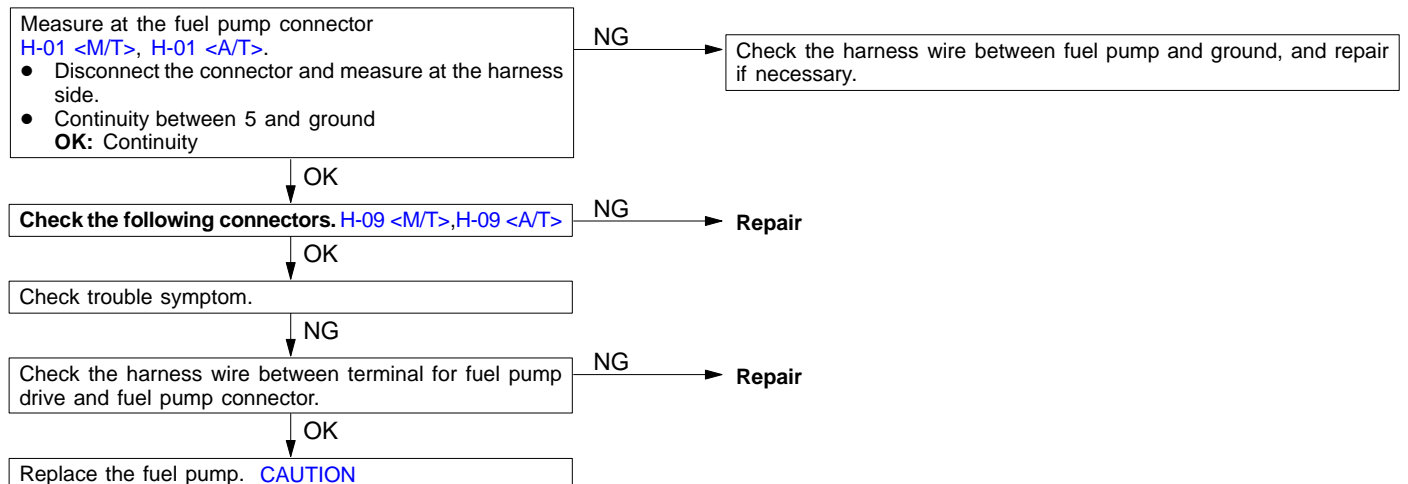 Measure at the fuel pump connector
H-01 <M/T>, H-01 <A/T>.
● Disconnect the connector and measure at the harness
side.
● Continuity between 5 and ground
OK: Continuity
NG
Check the harness wire between fuel pump and ground, and repair
if necessary.
OK
Check the following connectors. H-09 <M/T>,H-09 <A/T>
NG
Repair
OK
Check trouble symptom.
NG
Check the harness wire between terminal for fuel pump
drive and fuel pump connector.
NG
Repair
OK
Replace the fuel pump. CAUTION